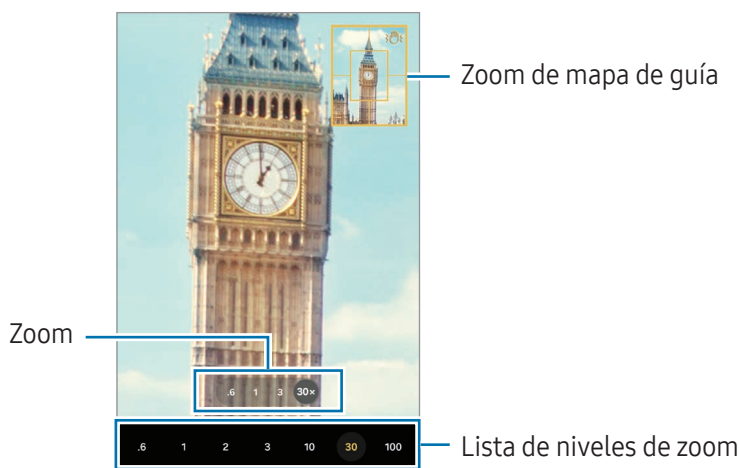 Zoom de mapa de guía
Zoom
.6 1 3 30×
.6 1 2 3 10 30 100
Lista de niveles de zoom